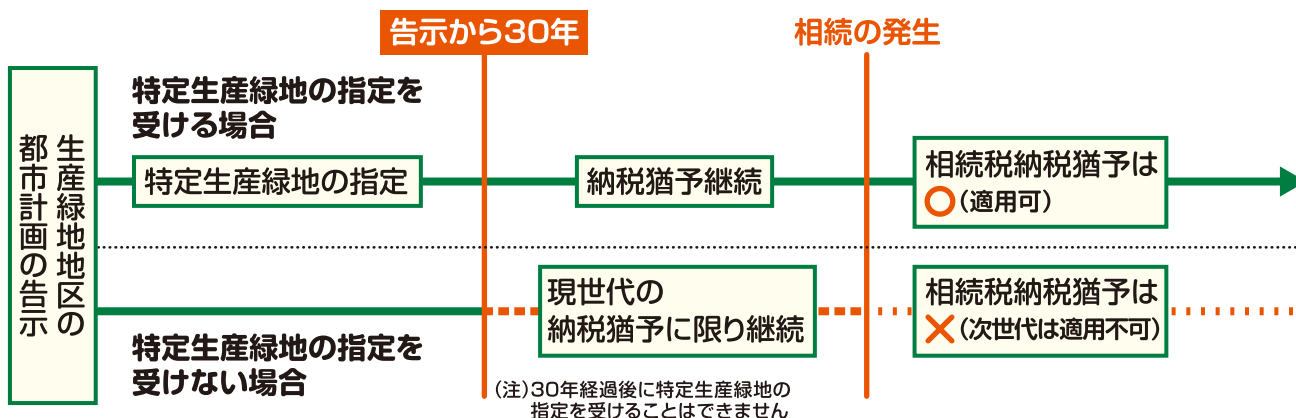 告示から30年
相続の発生
生産緑地地区の
都市計画の告示
特定生産緑地の指定を
受ける場合
特定生産緑地の指定
納税猶予継続
相続税納税猶予は
○(適用可)
現世代の
納税猶予に限り継続
相続税納税猶予は
×(次世代は適用不可)
特定生産緑地の指定を
受けない場合
(注)30年経過後に特定生産緑地の
指定を受けることはできません